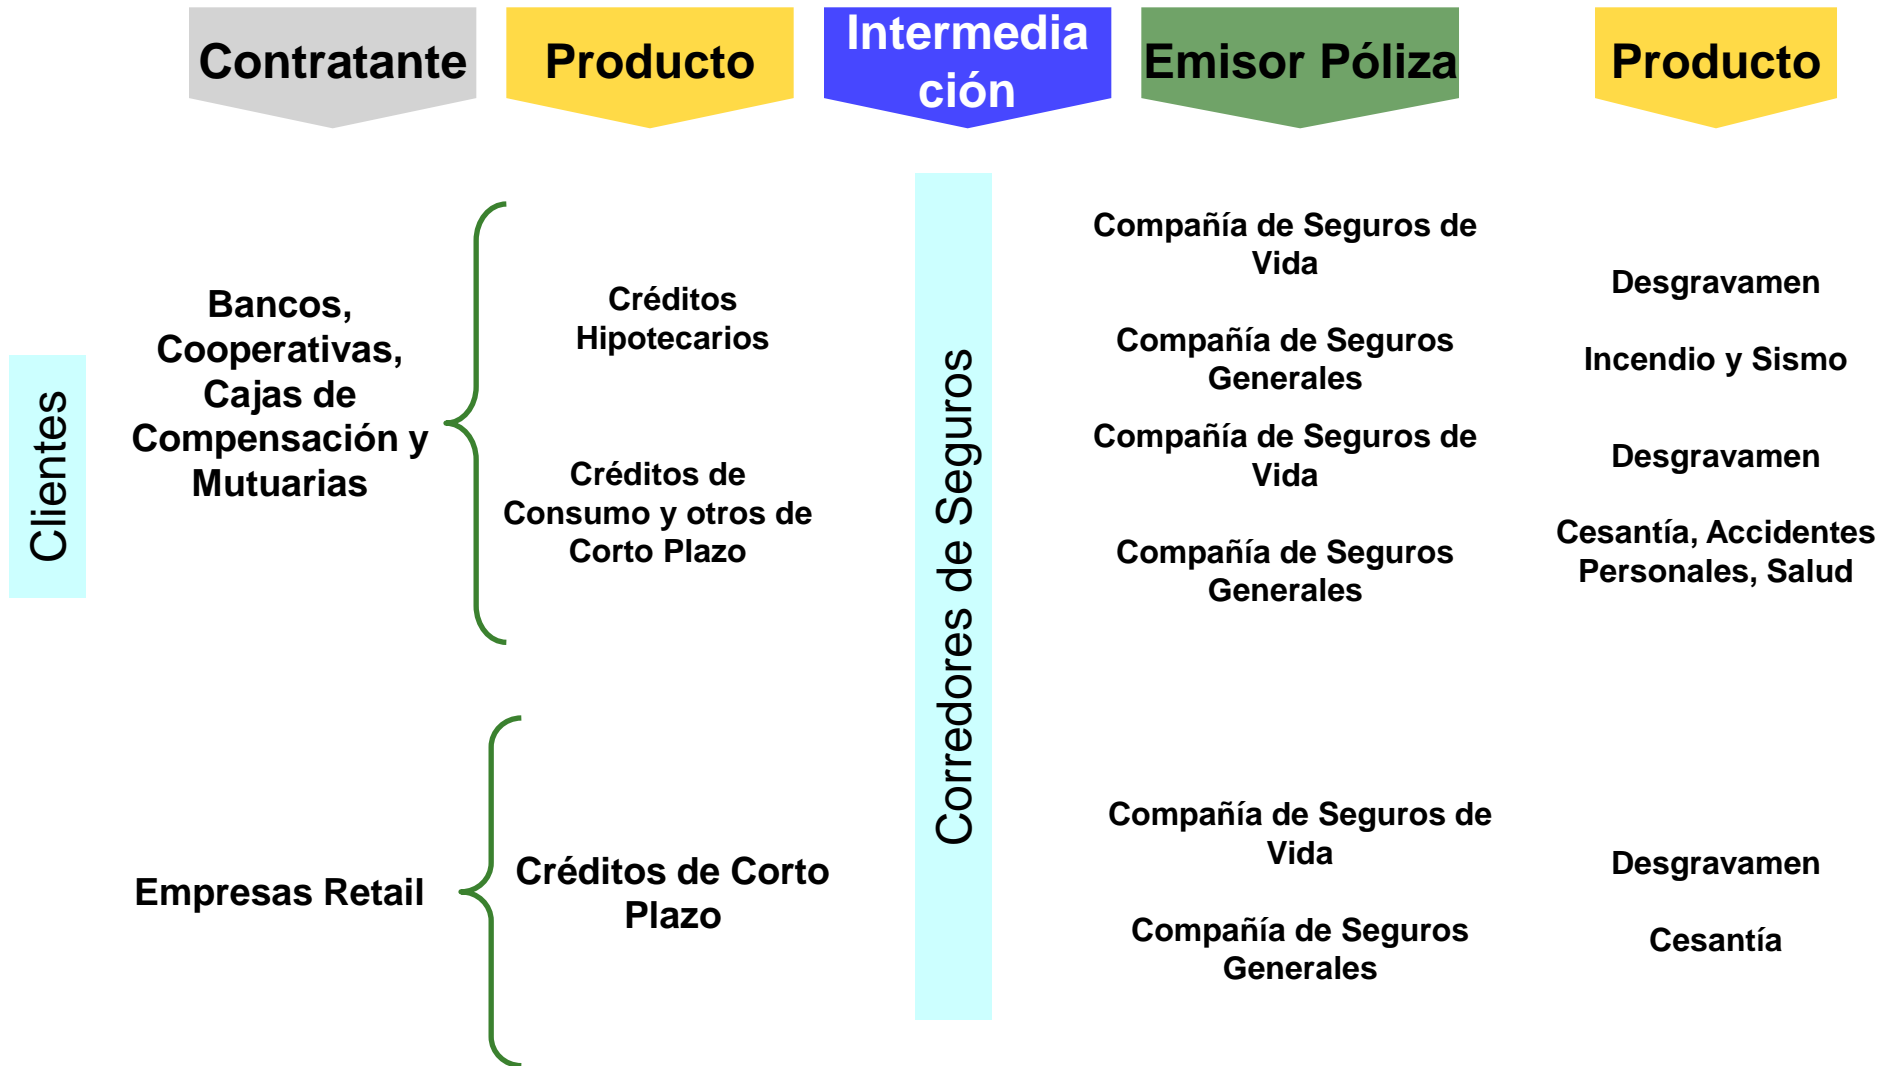 Contratante
Producto
Intermedia
ción
Emisor Póliza
Producto
Clientes
Bancos,
Cooperativas,
Cajas de
Compensación y
Mutuarias
Créditos
Hipotecarios
Créditos de
Consumo y otros de
Corto Plazo
Corredores de Seguros
Compañía de Seguros de
Vida
Compañía de Seguros
Generales
Compañía de Seguros de
Vida
Compañía de Seguros
Generales
Desgravamen
Incendio y Sismo
Desgravamen
Cesantía, Accidentes
Personales, Salud
Empresas Retail
Créditos de Corto
Plazo
Compañía de Seguros de
Vida
Compañía de Seguros
Generales
Desgravamen
Cesantía